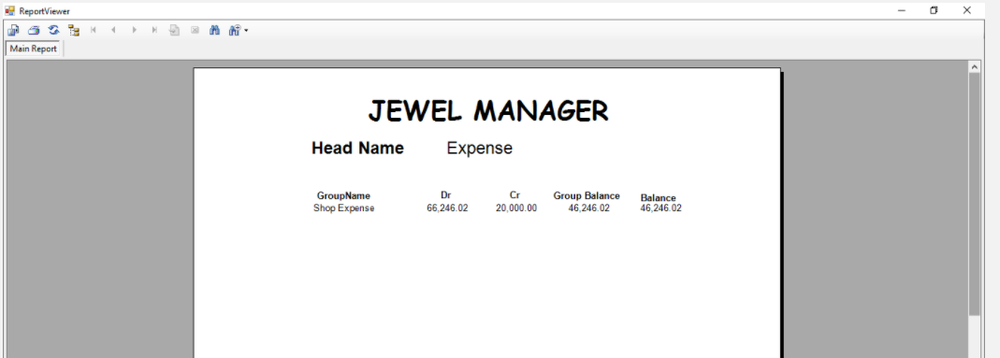 ReportViewer
Main Report
JEWEL MANAGER
Head Name Expense
GroupName Dr Cr Group Balance Balance
Shop Expense 66,246.02 20,000.00 46,246.02 46,246.02